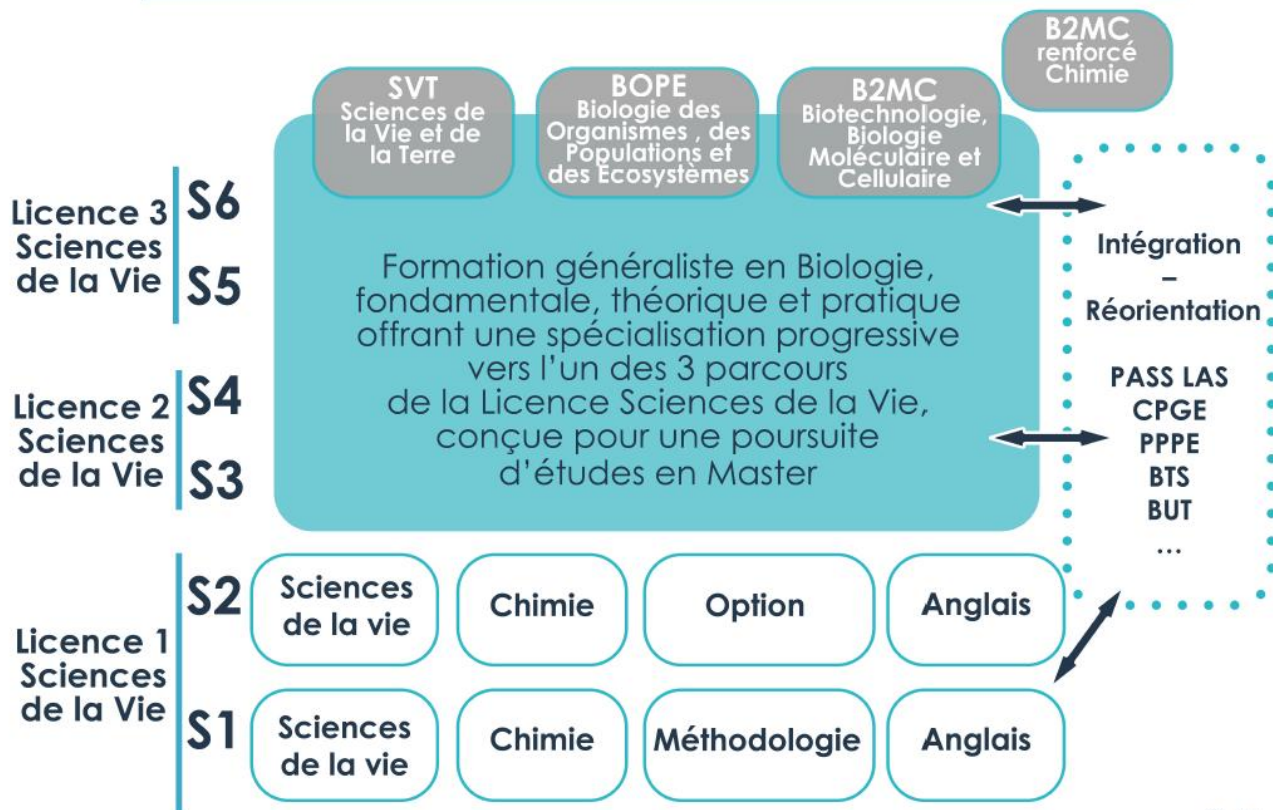 B2MC
renforcé
Chimie
SVT
Sciences de
la Vie et de
la Terre
BOPE
Biologie des
Organismes , des
Populations et
des Écosystèmes
B2MC
Biotechnologie,
Biologie
Moléculaire et
Cellulaire
Licence 3
Sciences
de la Vie
S6
S5
Formation généraliste en Biologie,
fondamentale, théorique et pratique
offrant une spécialisation progressive
vers l'un des 3 parcours
de la Licence Sciences de la Vie,
conçue pour une poursuite
d'études en Master
Intégration
–
Réorientation
PASS LAS
CPGE
PPPE
BTS
BUT
...
Licence 2
Sciences
de la Vie
S4
S3
Licence 1
Sciences
de la Vie
S2
Sciences
de la vie
Chimie
Option
Anglais
S1
Sciences
de la vie
Chimie
Méthodologie
Anglais